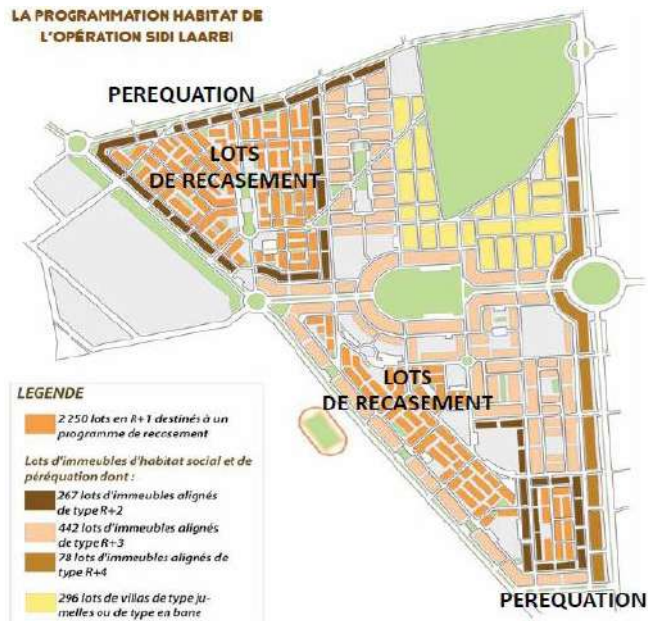 LA PROGRAMMATION HABITAT DE
L'OPÉRATION SIDI LAARBI
PEREQUATION
LOTS
DE RECASEMENT
LOTS
DE RECASEMENT
LEGENDE
2 250 lots en R+1 destinés à un
programme de recasement
Lots d'immeubles d'habitat social et de
péréquation dont :
267 lots d'immeubles alignés
de type R+2
442 lots d'immeubles alignés
de type R+3
78 lots d'immeubles alignés de
type R+4
296 lots de villas de type ju-
melles ou de type en bane
PEREQUATION